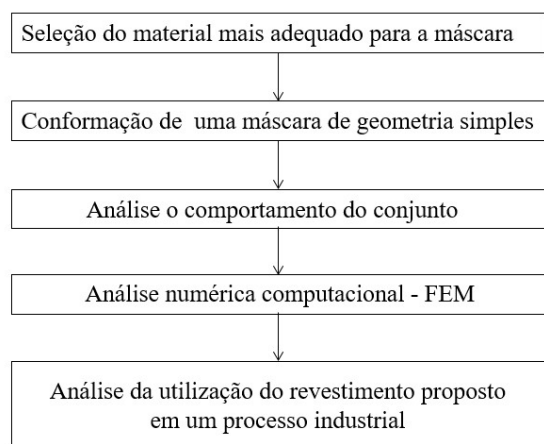 Seleção do material mais adequado para a máscara
Conformação de uma máscara de geometria simples
Análise o comportamento do conjunto
Análise numérica computacional - FEM
Análise da utilização do revestimento proposto
em um processo industrial